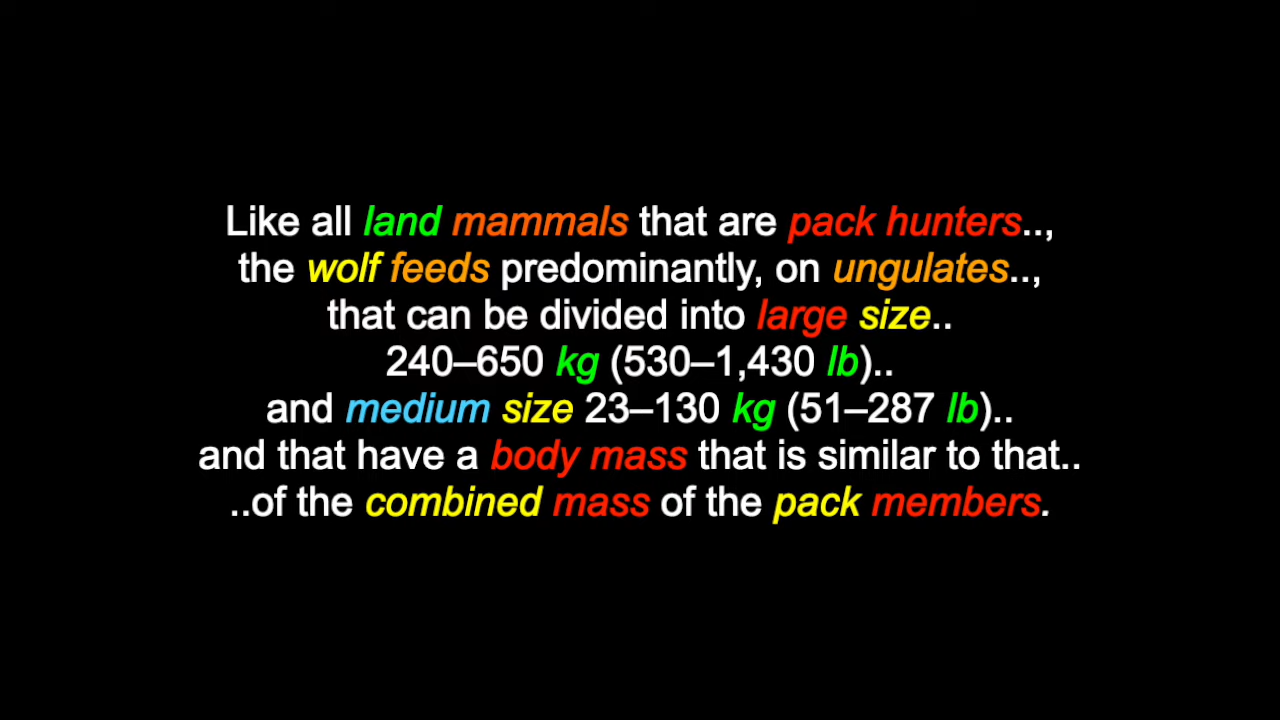 Like all land mammals that are pack hunters..,
the wolf feeds predominantly, on ungulates..,
that can be divided into large size..
240–650 kg (530–1,430 lb)..
and medium size 23–130 kg (51–287 lb)..
and that have a body mass that is similar to that..
..of the combined mass of the pack members.